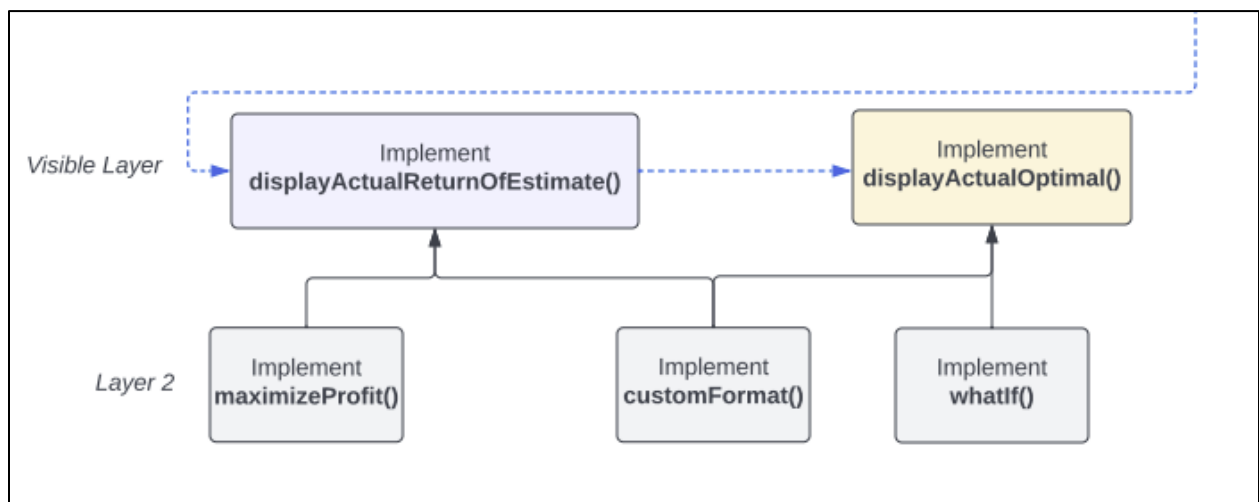 Implement
displayActualReturnOfEstimate()
Implement
displayActualOptimal()
Visible Layer
Layer 2
Implement
maximizeProfit()
Implement
customFormat()
Implement
whatIf()